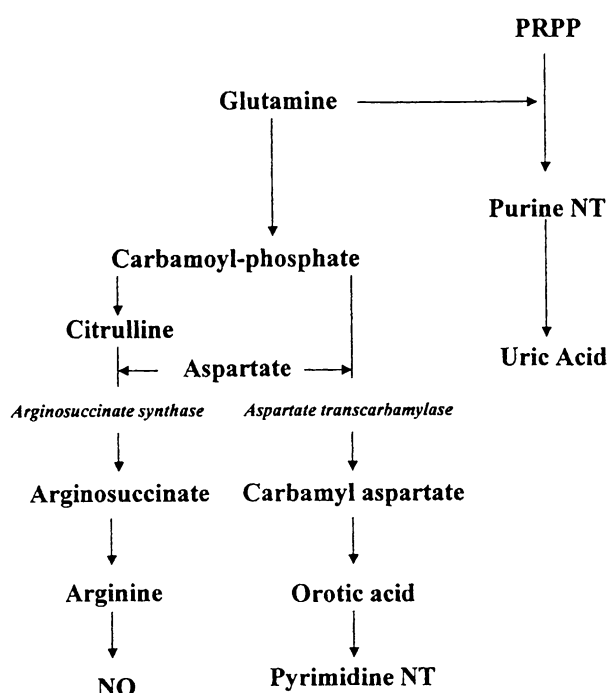 PRPP
Glutamine
Purine NT
Carbamoyl-phosphate
Citrulline
Uric Acid
Aspartate
Arginosuccinate synthase Aspartate transcarbamylase
Arginosuccinate Carbamyl aspartate
Arginine Orotic acid
NO Pyrimidine NT